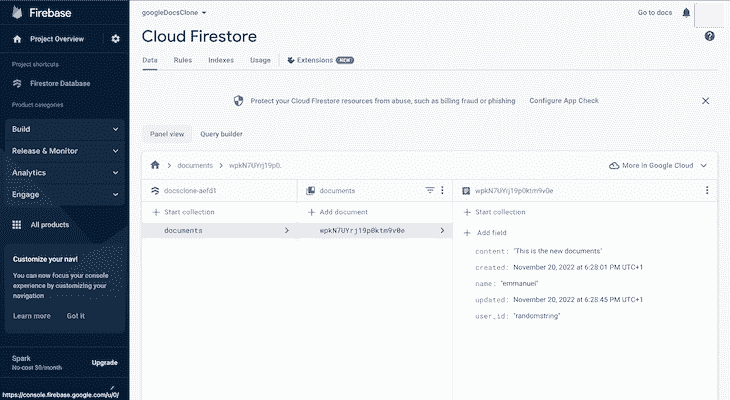 Firebase
Project Overview
Project shortcuts
Firestore Database
Product categories
Build
Release & Monitor
Analytics
Engage
All products
Customize your nav!
You can now focus your console
experience by customizing your
navigation
Learn more Got it
Spark
No-cost $0/month
Upgrade
https://console.firebase.google.com/u/0/
googleDocsClone
Go to docs
Cloud Firestore
Data Rules Indexes Usage Extensions NEW
Protect your Cloud Firestore resources from abuse, such as billing fraud or phishing Configure App Check
Panel view Query builder
documents wpkN7UYrj19p0.
More in Google Cloud
docsclone-aefd1
Start collection
documents
documents
Add document
wpkN7UYrj19p0ktm9v0e
wpkN7UYrj19p0ktm9v0e
Start collection
Add field
content: "This is the new documents"
created: November 20, 2022 at 6:28:01 PM UTC+1
name: "emmanuel"
updated: November 20, 2022 at 6:28:45 PM UTC+1
user_id: "randomstring"